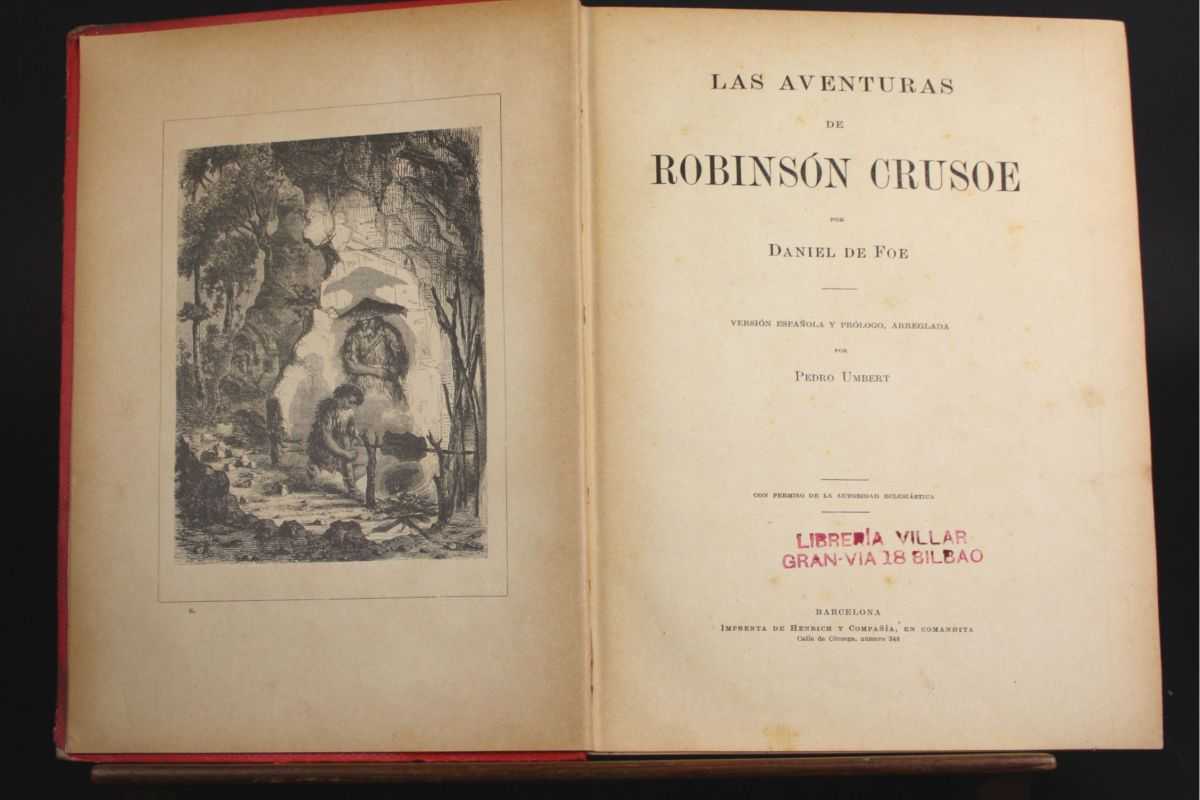 LAS AVENTURAS
DE
ROBINSÓN CRUSOE
POR
DANIEL DE FOE
VERSIÓN ESPAÑOLA Y PRÓLOGO, ARREGLADA
POR
PEDRO UMBERT
CON PERMISO DE LA AUTORIDAD ECLESIÁSTICA
LIBRERÍA VILLAR
GRAN-VIA 18 BILBAO
BARCELONA
IMPRENTA DE HENRICH Y COMPAÑÍA, EN COMANDITA
Calle de Córcega, número 348